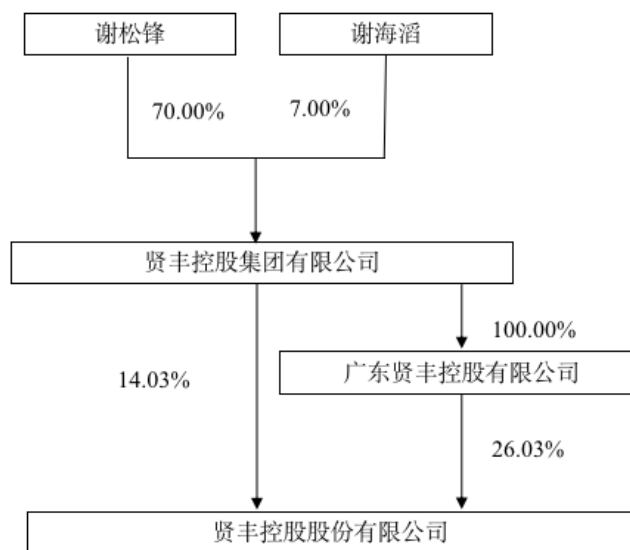 谢松锋
谢海滔
70.00%
7.00%
贤丰控股集团有限公司
100.00%
14.03%
广东贤丰控股有限公司
26.03%
贤丰控股股份有限公司